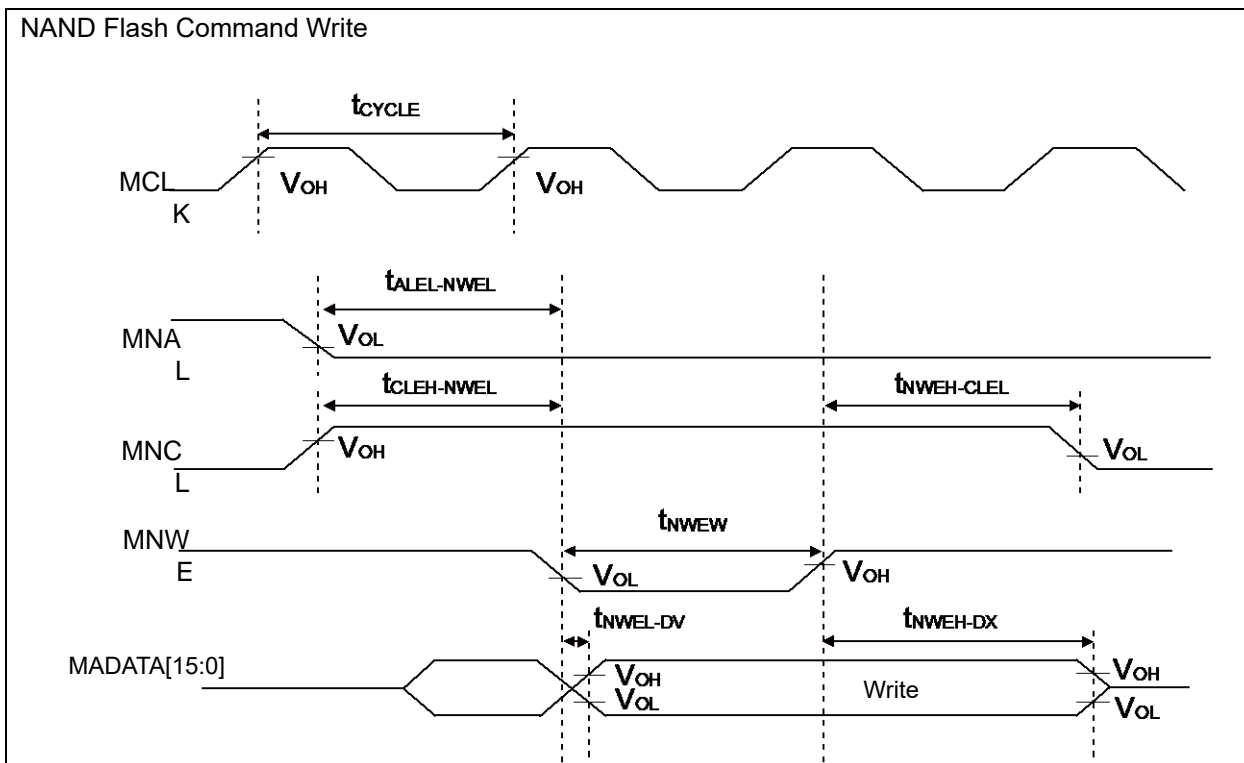 NAND Flash Command Write
tCYCLE
MCL
K
VOH
VOH
tALEL-NWEL
MNA
L
VOL
tCLEH-NWEL
tNWEH-CLEL
MNC
L
VOH
VOL
MNW
E
tNWEW
VOL
VOH
tNWEL-DV
tNWEH-DX
MADATA[15:0]
VOH
VOL
Write
VOH
VOL